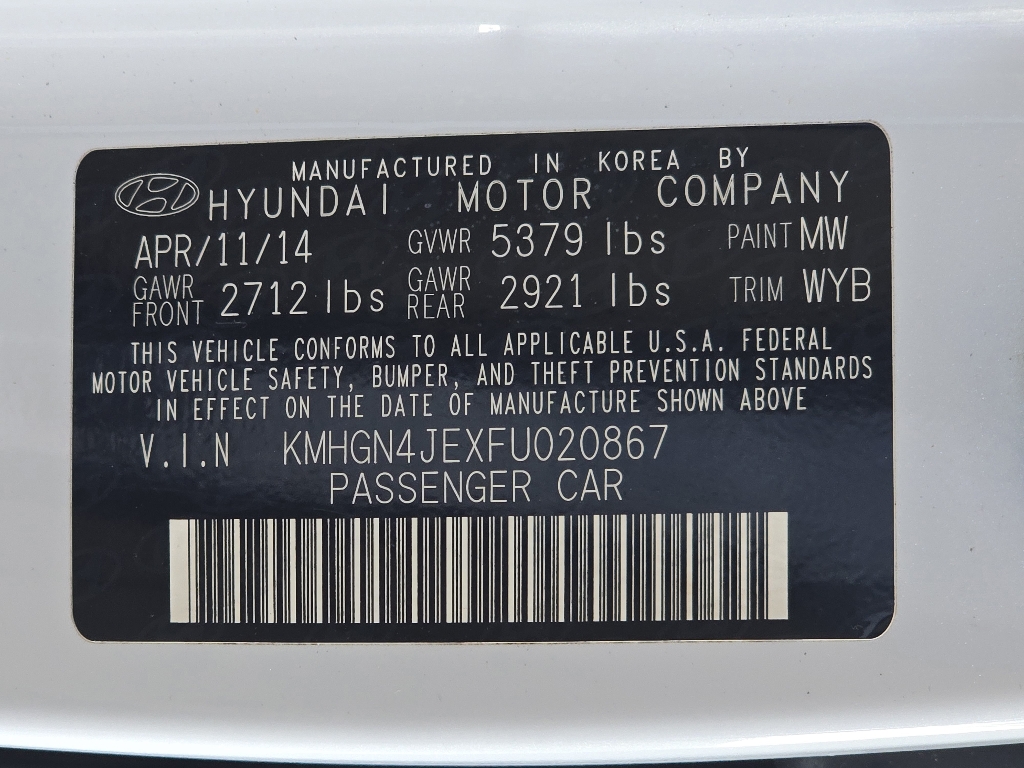 MANUFACTURED IN KOREA BY
HYUNDAI MOTOR COMPANY
APR/11/14 GVWR 5379 lbs PAINT MW
GAWR FRONT 2712 lbs GAWR REAR 2921 lbs TRIM WYB
THIS VEHICLE CONFORMS TO ALL APPLICABLE U.S.A. FEDERAL
MOTOR VEHICLE SAFETY, BUMPER, AND THEFT PREVENTION STANDARDS
IN EFFECT ON THE DATE OF MANUFACTURE SHOWN ABOVE
V.I.N KMHGN4JEXFU020867
PASSENGER CAR